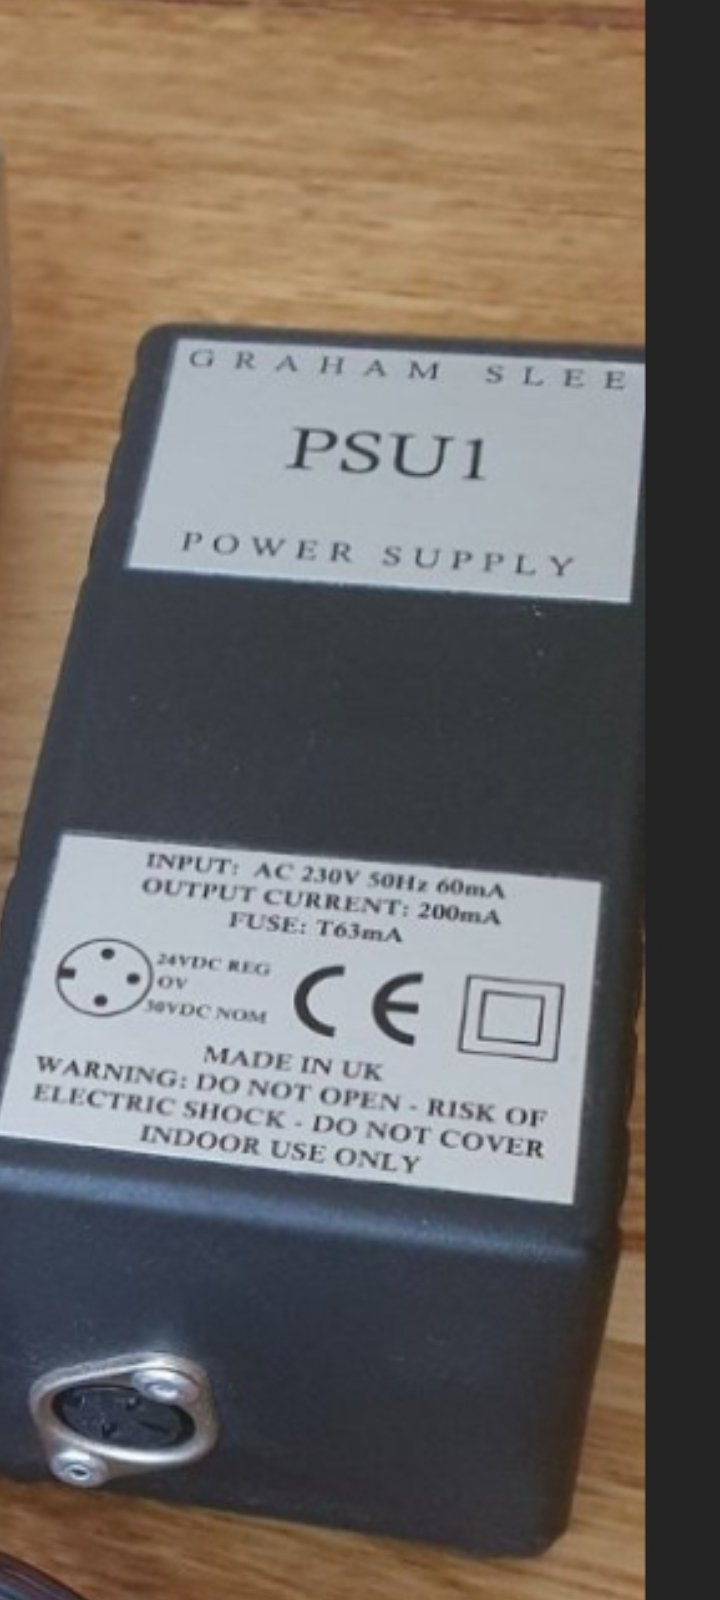 GRAHAM SLEE
PSU1
POWER SUPPLY
INPUT: AC 230V 50Hz 60mA
OUTPUT CURRENT: 200mA
FUSE: T63mA
24VDC REG
OV
30VDC NOM
CE
MADE IN UK
WARNING: DO NOT OPEN - RISK OF
ELECTRIC SHOCK - DO NOT COVER
INDOOR USE ONLY